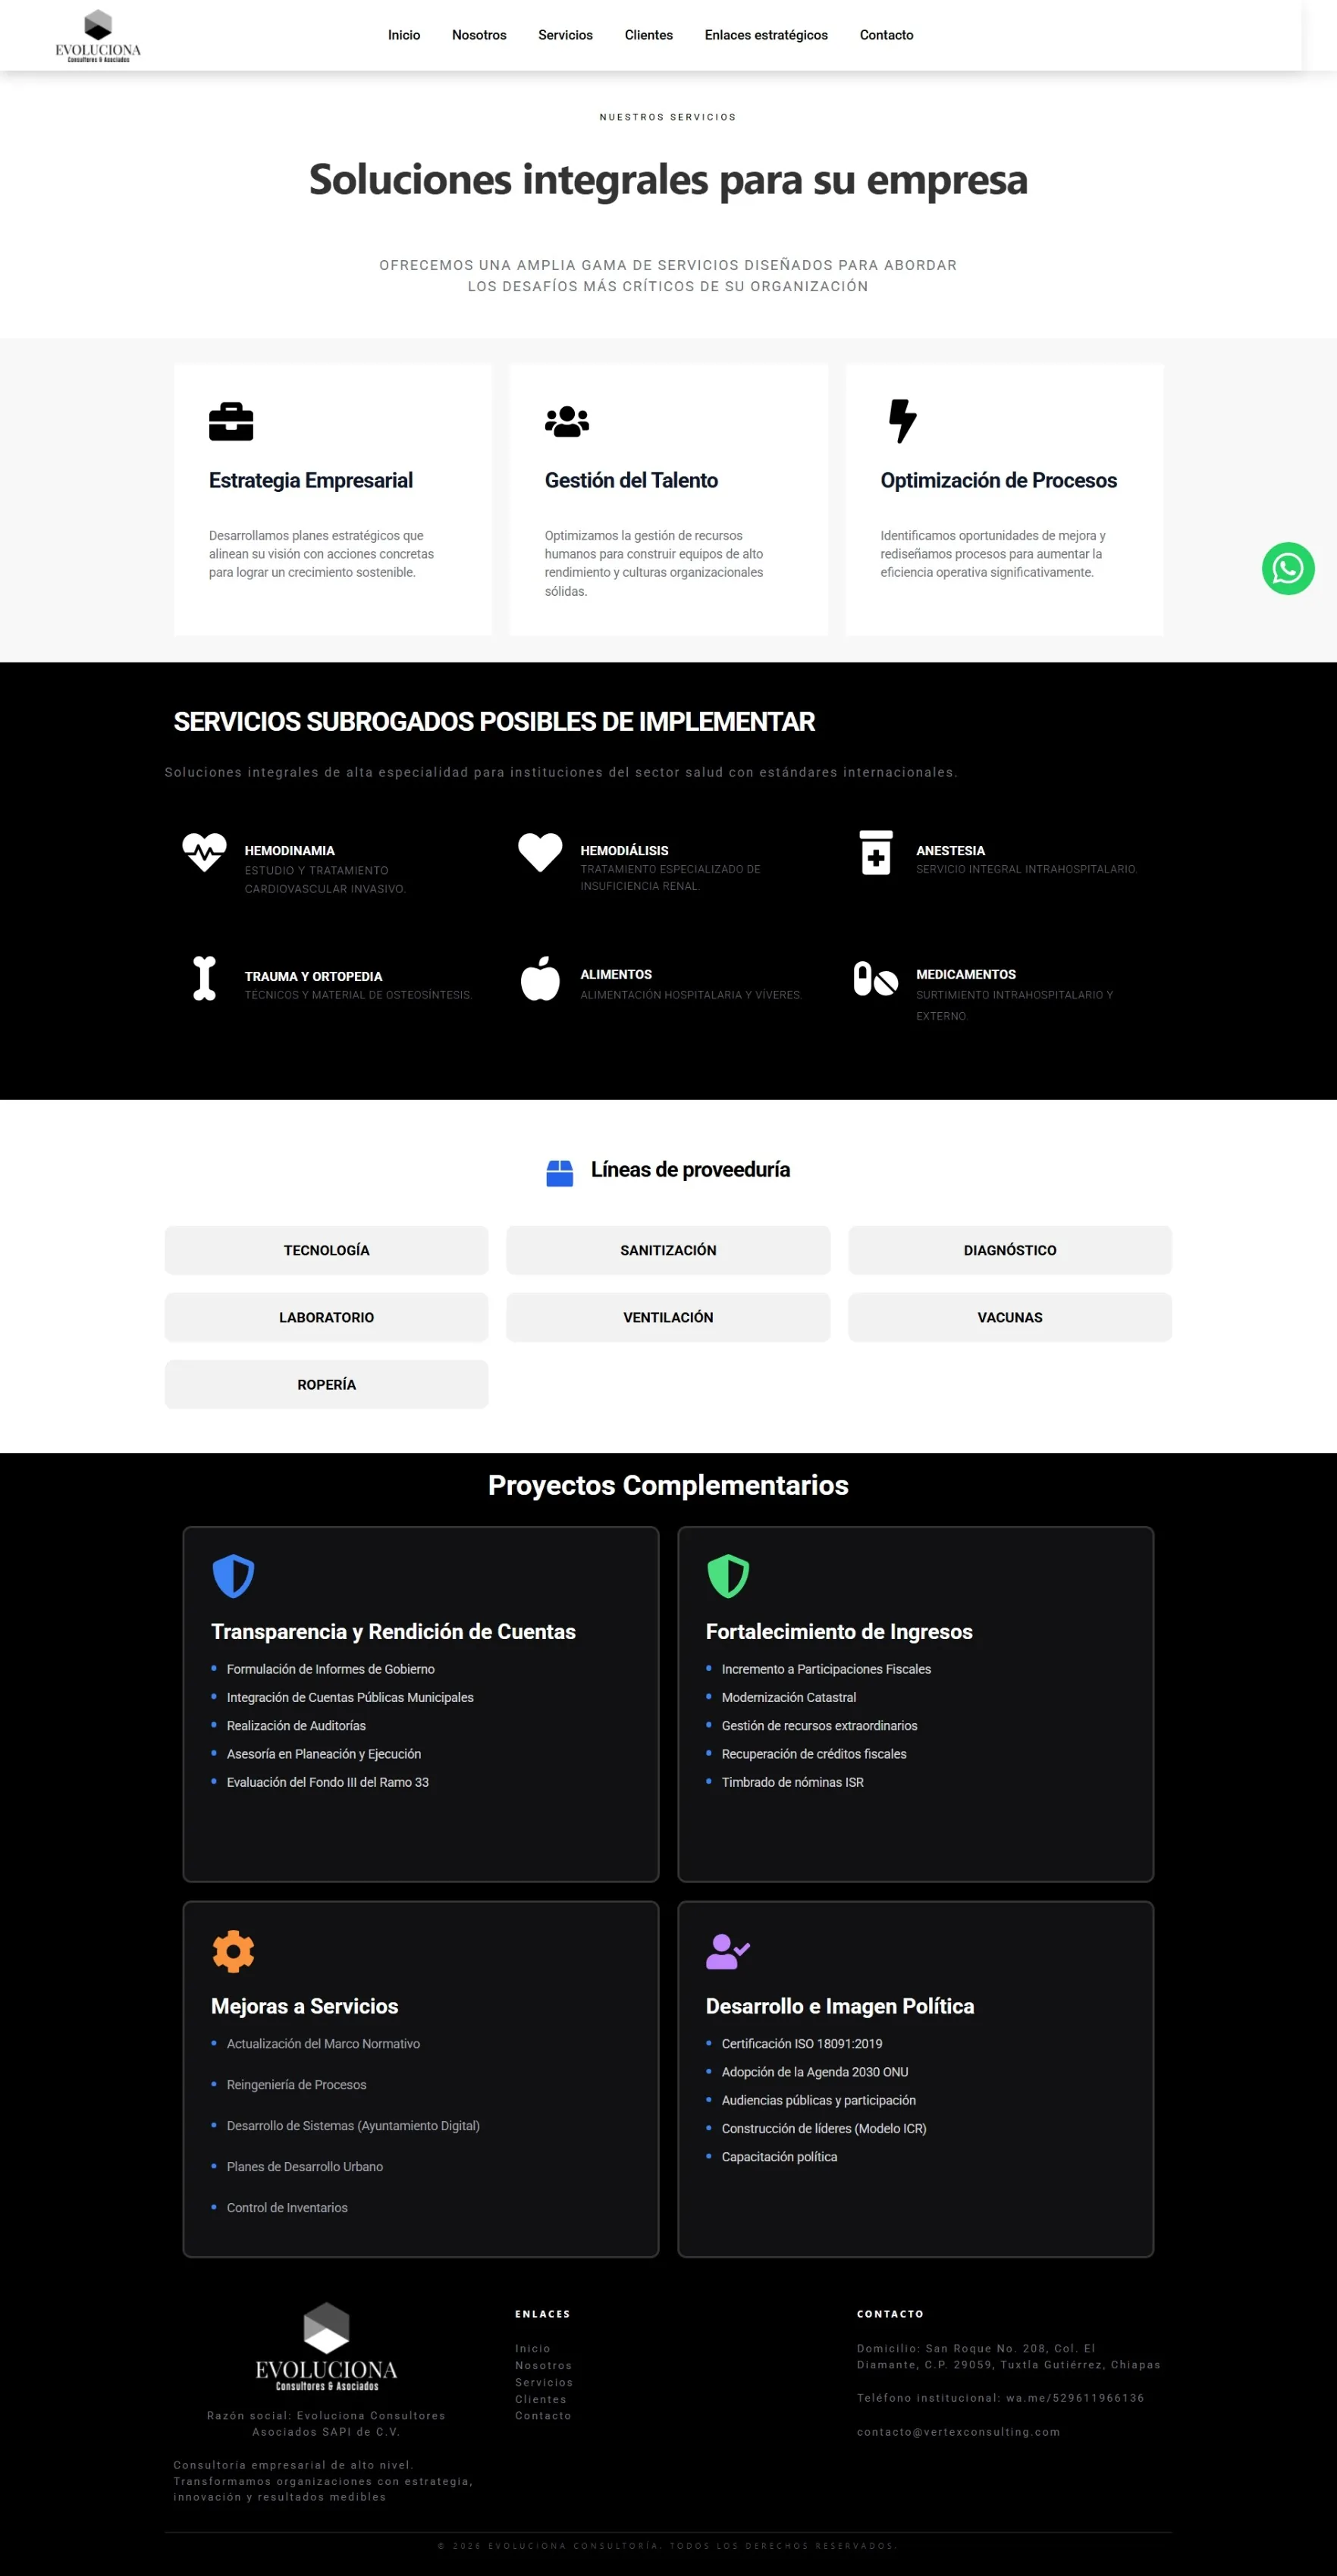 EVOLUCIONA
Consultores & Asociados
Inicio
Nosotros
Servicios
Clientes
Enlaces estratégicos
Contacto
NUESTROS SERVICIOS
Soluciones integrales para su empresa
OFRECEMOS UNA AMPLIA GAMA DE SERVICIOS DISEÑADOS PARA ABORDAR
LOS DESAFÍOS MÁS CRÍTICOS DE SU ORGANIZACIÓN
Estrategia Empresarial
Desarrollamos planes estratégicos que
alinean su visión con acciones concretas
para lograr un crecimiento sostenible.
Gestión del Talento
Optimizamos la gestión de recursos
humanos para construir equipos de alto
rendimiento y culturas organizacionales
sólidas.
Optimización de Procesos
Identificamos oportunidades de mejora y
rediseñamos procesos para aumentar la
eficiencia operativa significativamente.
SERVICIOS SUBROGADOS POSIBLES DE IMPLEMENTAR
Soluciones integrales de alta especialidad para instituciones del sector salud con estándares internacionales.
HEMODINAMIA
ESTUDIO Y TRATAMIENTO
CARDIOVASCULAR INVASIVO.
HEMODIÁLISIS
TRATAMIENTO ESPECIALIZADO DE
INSUFICIENCIA RENAL.
ANESTESIA
SERVICIO INTEGRAL INTRAHOSPITALARIO.
TRAUMA Y ORTOPEDIA
TÉCNICOS Y MATERIAL DE OSTEOSÍNTESIS.
ALIMENTOS
ALIMENTACIÓN HOSPITALARIA Y VÍVERES.
MEDICAMENTOS
SURTIMIENTO INTRAHOSPITALARIO Y
EXTERNO.
Líneas de proveeduría
TECNOLOGÍA
SANITIZACIÓN
DIAGNÓSTICO
LABORATORIO
VENTILACIÓN
VACUNAS
ROPERÍA
Proyectos Complementarios
Transparencia y Rendición de Cuentas
Formulación de Informes de Gobierno
Integración de Cuentas Públicas Municipales
Realización de Auditorías
Asesoría en Planeación y Ejecución
Evaluación del Fondo III del Ramo 33
Fortalecimiento de Ingresos
Incremento a Participaciones Fiscales
Modernización Catastral
Gestión de recursos extraordinarios
Recuperación de créditos fiscales
Timbrado de nóminas ISR
Mejoras a Servicios
Actualización del Marco Normativo
Reingeniería de Procesos
Desarrollo de Sistemas (Ayuntamiento Digital)
Planes de Desarrollo Urbano
Control de Inventarios
Desarrollo e Imagen Política
Certificación ISO 18091:2019
Adopción de la Agenda 2030 ONU
Audiencias públicas y participación
Construcción de líderes (Modelo ICR)
Capacitación política
EVOLUCIONA
Consultores & Asociados
Razón social: Evoluciona Consultores
Asociados SAPI de C.V.
Consultoría empresarial de alto nivel.
Transformamos organizaciones con estrategia,
innovación y resultados medibles
ENLACES
Inicio
Nosotros
Servicios
Clientes
Contacto
CONTACTO
Domicilio: San Roque No. 208, Col. El
Diamante, C.P. 29059, Tuxtla Gutiérrez, Chiapas
Teléfono institucional: wa.me/529611966136
contacto@vertexconsulting.com
© 2026 EVOLUCIONA CONSULTORÍA. TODOS LOS DERECHOS RESERVADOS.